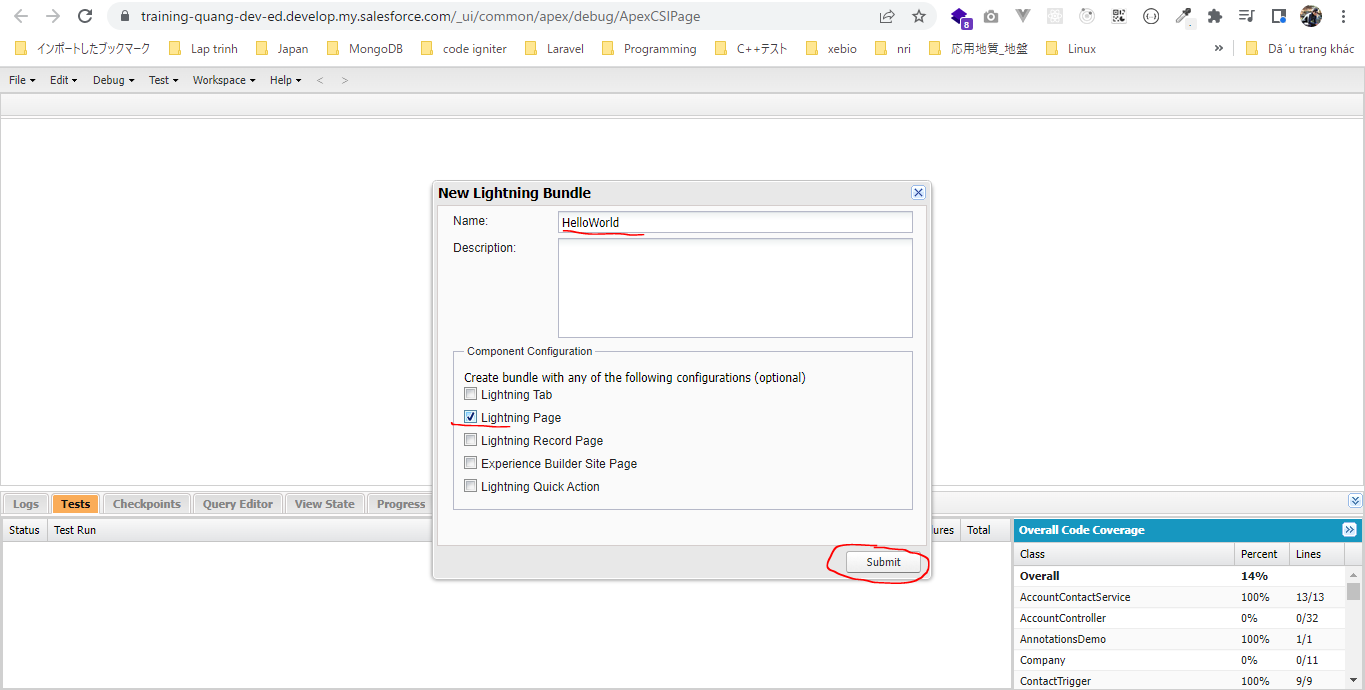 training-quang-dev-ed.develop.my.salesforce.com/_ui/common/apex/debug/ApexCSIPage
8
インポートしたブックマーク Lap trinh Japan MongoDB code igniter Laravel Programming C++テスト xebio nri 応用地質_地盤 Linux » Dấu trang khác
File Edit Debug Test Workspace Help < >
New Lightning Bundle
Name: HelloWorld
Description:
Component Configuration
Create bundle with any of the following configurations (optional)
Lightning Tab
Lightning Page
Lightning Record Page
Experience Builder Site Page
Lightning Quick Action
Submit
Logs Tests Checkpoints Query Editor View State Progress
Status Test Run lures Total
Overall Code Coverage
Class Percent Lines
Overall 14%
AccountContactService 100% 13/13
AccountController 0% 0/32
AnnotationsDemo 100% 1/1
Company 0% 0/11
ContactTrigger 100% 9/9